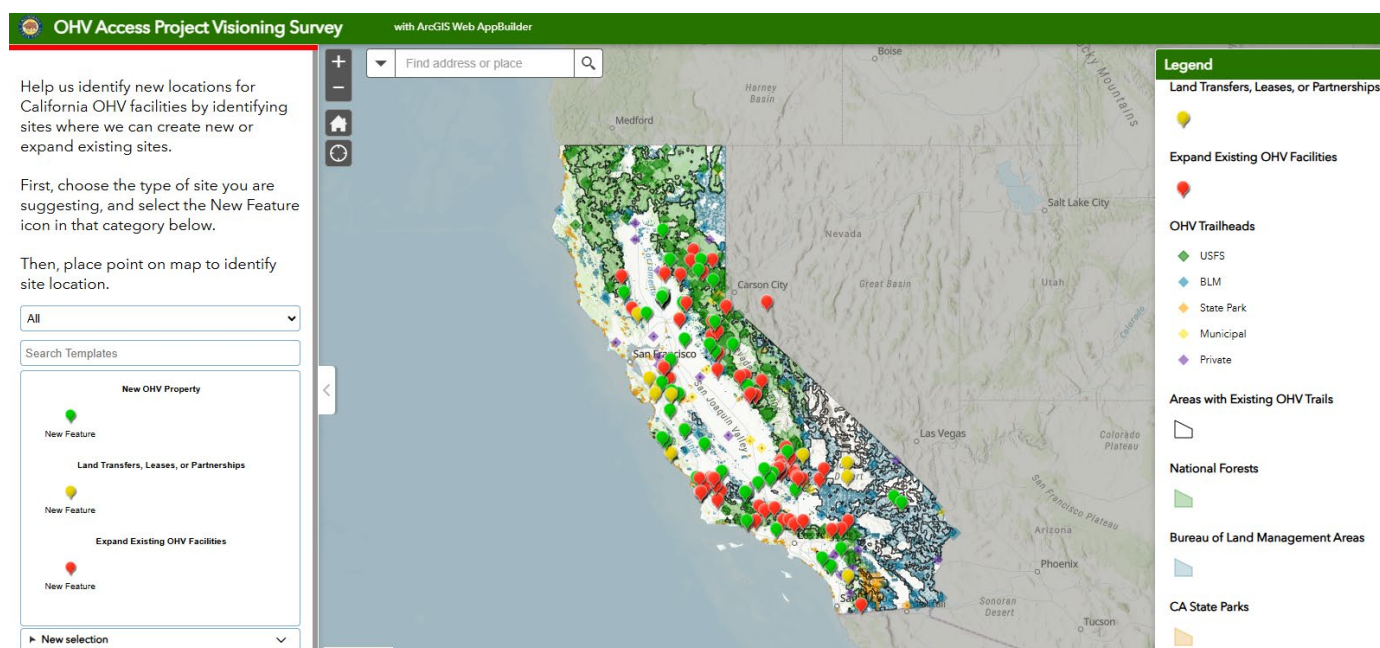 OHV Access Project Visioning Survey
with ArcGIS Web AppBuilder
Help us identify new locations for
California OHV facilities by identifying
sites where we can create new or
expand existing sites.
First, choose the type of site you are
suggesting, and select the New Feature
icon in that category below.
Then, place point on map to identify
site location.
All
Search Templates
New OHV Property
New Feature
Land Transfers, Leases, or Partnerships
New Feature
Expand Existing OHV Facilities
New Feature
New selection
+
−
Find address or place
Boise
Rocky Mountains
Harney
Basin
Medford
Salt Lake City
Nevada
Great Basin
Utah
Carson City
Sacramento
San Francisco
San Joaquin Valley
Las Vegas
Colorado
Colorado
Plateau
San Francisco Plateau
Arizona
Phoenix
Sonoran
Desert
Tucson
Legend
Land Transfers, Leases, or Partnerships
Expand Existing OHV Facilities
OHV Trailheads
USFS
BLM
State Park
Municipal
Private
Areas with Existing OHV Trails
National Forests
Bureau of Land Management Areas
CA State Parks